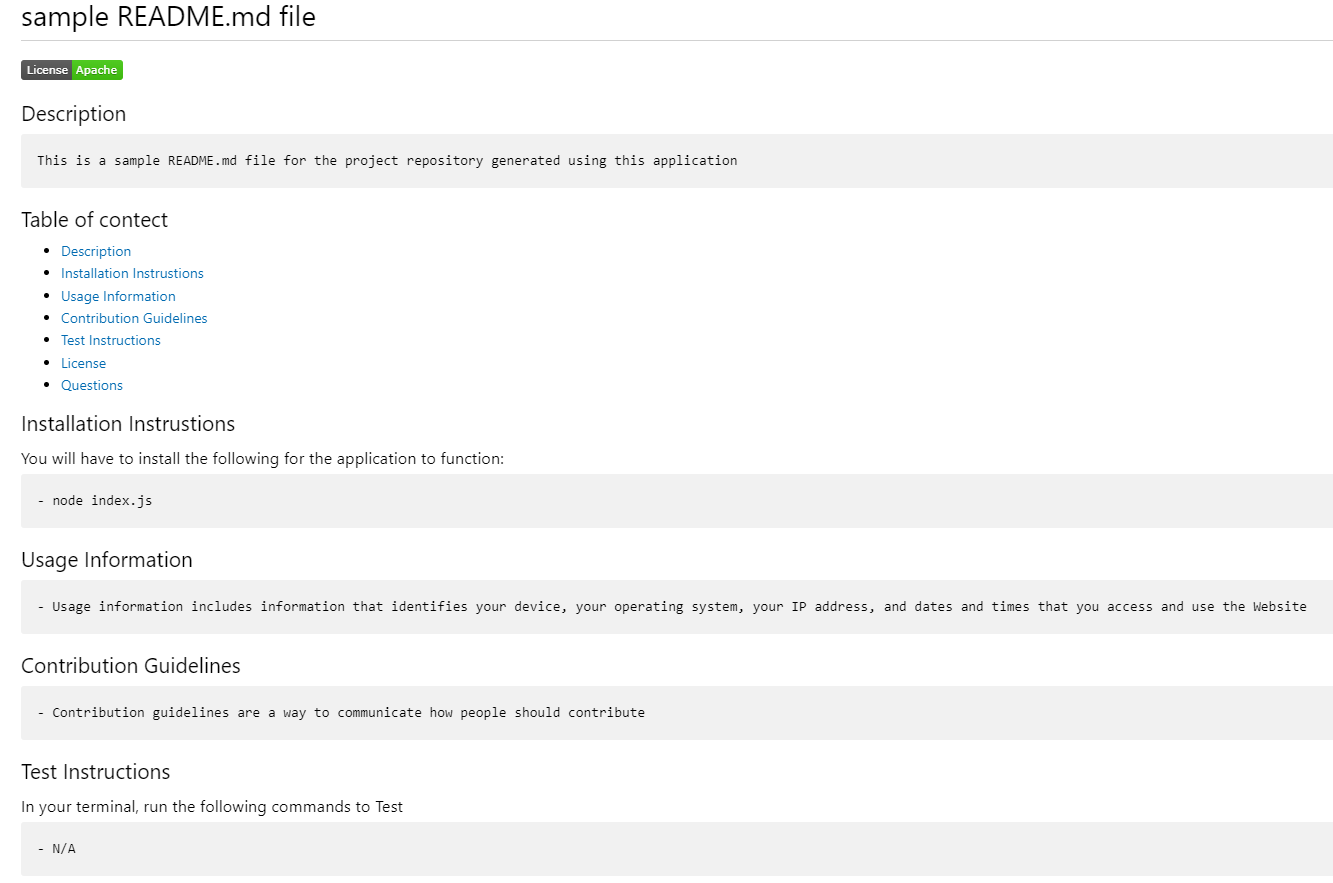 sample README.md file
License Apache
Description
This is a sample README.md file for the project repository generated using this application
Table of contect
Description
Installation Instrustions
Usage Information
Contribution Guidelines
Test Instructions
License
Questions
Installation Instrustions
You will have to install the following for the application to function:
- node index.js
Usage Information
- Usage information includes information that identifies your device, your operating system, your IP address, and dates and times that you access and use the Website
Contribution Guidelines
- Contribution guidelines are a way to communicate how people should contribute
Test Instructions
In your terminal, run the following commands to Test
- N/A